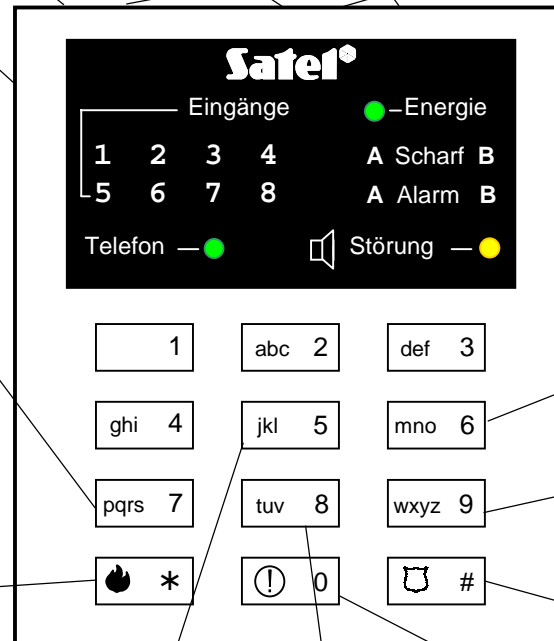 Satel®
Eingänge Energie
1 2 3 4 A Scharf B
5 6 7 8 A Alarm B
Telefon Störung
1 abc 2 def 3
ghi 4 jkl 5 mno 6
pqrs 7 tuv 8 wxyz 9
* 0 #